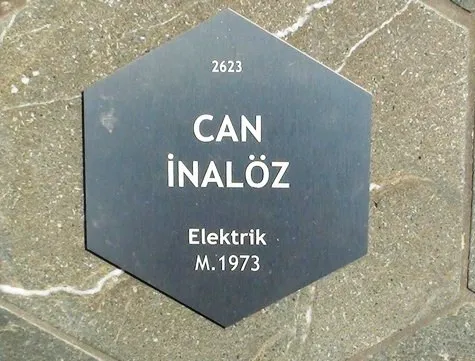 2623
CAN
İNALÖZ
Elektrik
M.1973